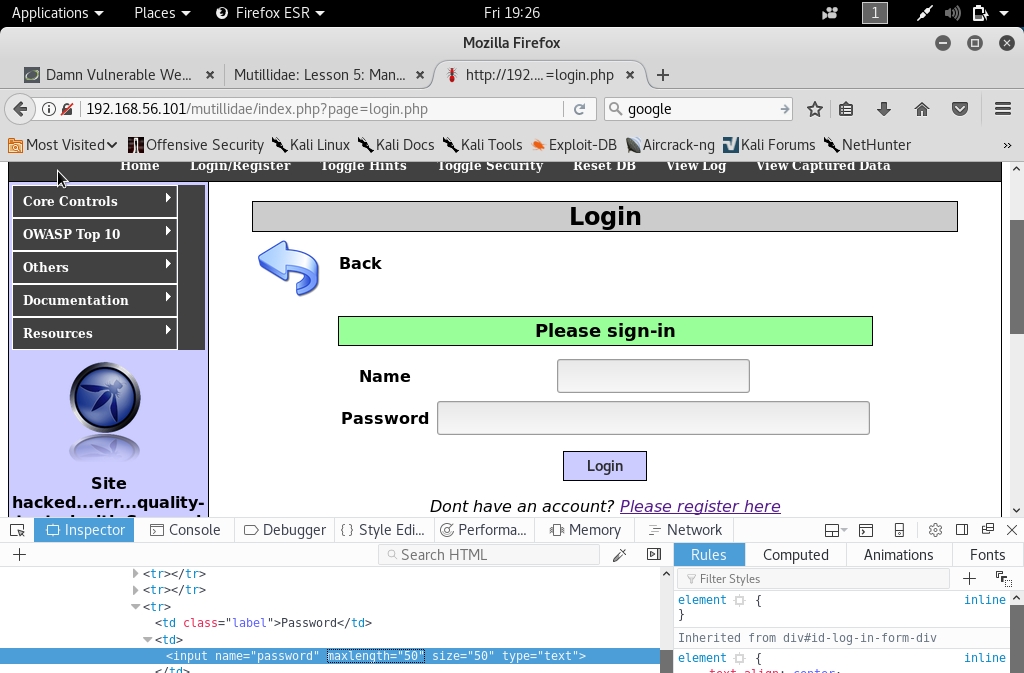 Applications Places Firefox ESR Fri 19:26 1
Mozilla Firefox
Damn Vulnerable We... × Mutillidae: Lesson 5: Man... × http://192....=login.php ×
192.168.56.101/mutillidae/index.php?page=login.php google
Most Visited Offensive Security Kali Linux Kali Docs Kali Tools Exploit-DB Aircrack-ng Kali Forums NetHunter »
Home Login/Register Toggle Hints Toggle Security Reset DB View Log View Captured Data
Core Controls
OWASP Top 10
Others
Documentation
Resources
Site
hacked...err...quality-
Login
Back
Please sign-in
Name
Password
Login
Dont have an account? Please register here
Inspector Console Debugger { } Style Edi... Performa... Memory Network
+ Search HTML
<tr></tr>
<tr></tr>
<tr>
<td class="label">Password</td>
<td>
<input name="password" maxlength="50" size="50" type="text">
</td>
Rules Computed Animations Fonts
Filter Styles +
element { inline
}
Inherited from div#id-log-in-form-div
element { inline
text-align: center;